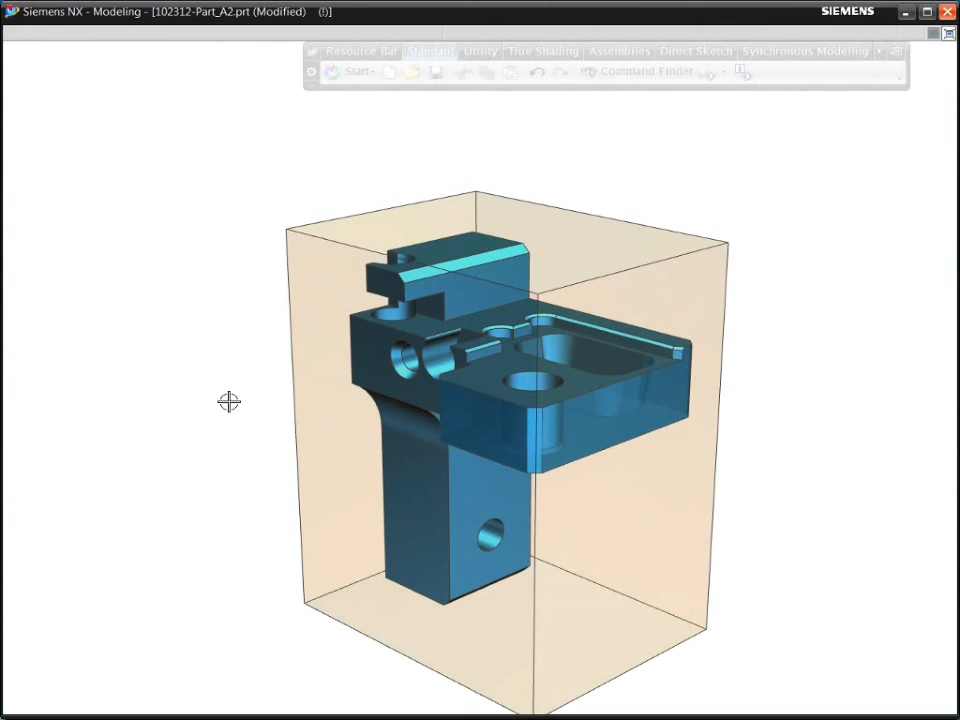 Siemens NX - Modeling - [102312-Part_A2.prt (Modified) (!)]
SIEMENS
Resource Bar Standard Utility True Shading Assemblies Direct Sketch Synchronous Modeling
Start Command Finder